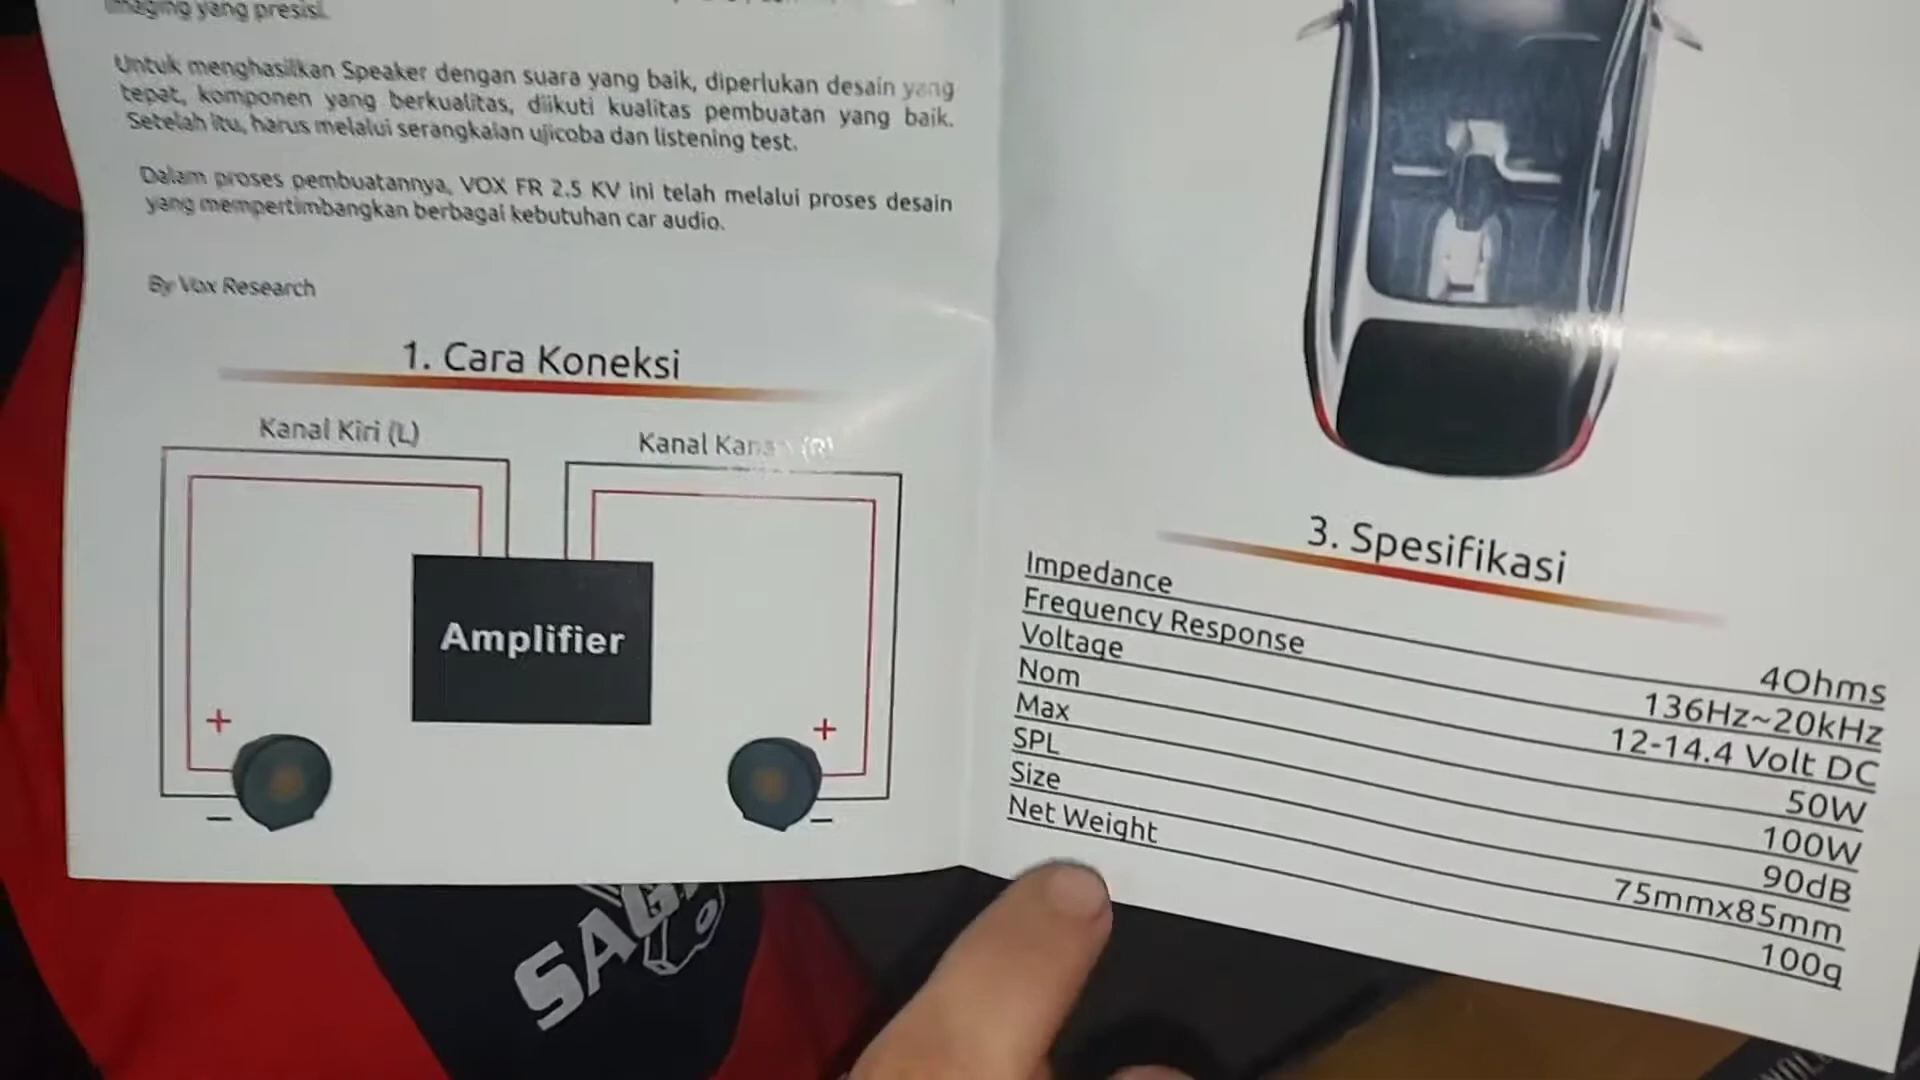 imaging yang presisi.
Untuk menghasilkan Speaker dengan suara yang baik, diperlukan desain yang
tepat, komponen yang berkualitas, diikuti kualitas pembuatan yang baik.
Setelah itu, harus melalui serangkaian ujicoba dan listening test.
Dalam proses pembuatannya, VOX FR 2.5 KV ini telah melalui proses desain
yang mempertimbangkan berbagai kebutuhan car audio.
By Vox Research
1. Cara Koneksi
Kanal Kiri (L)
Kanal Kanan (R)
Amplifier
+
−
+
−
3. Spesifikasi
Impedance 4Ohms
Frequency Response 136Hz~20kHz
Voltage 12-14.4 Volt DC
Nom 50W
Max 100W
SPL 90dB
Size 75mmx85mm
Net Weight 100g